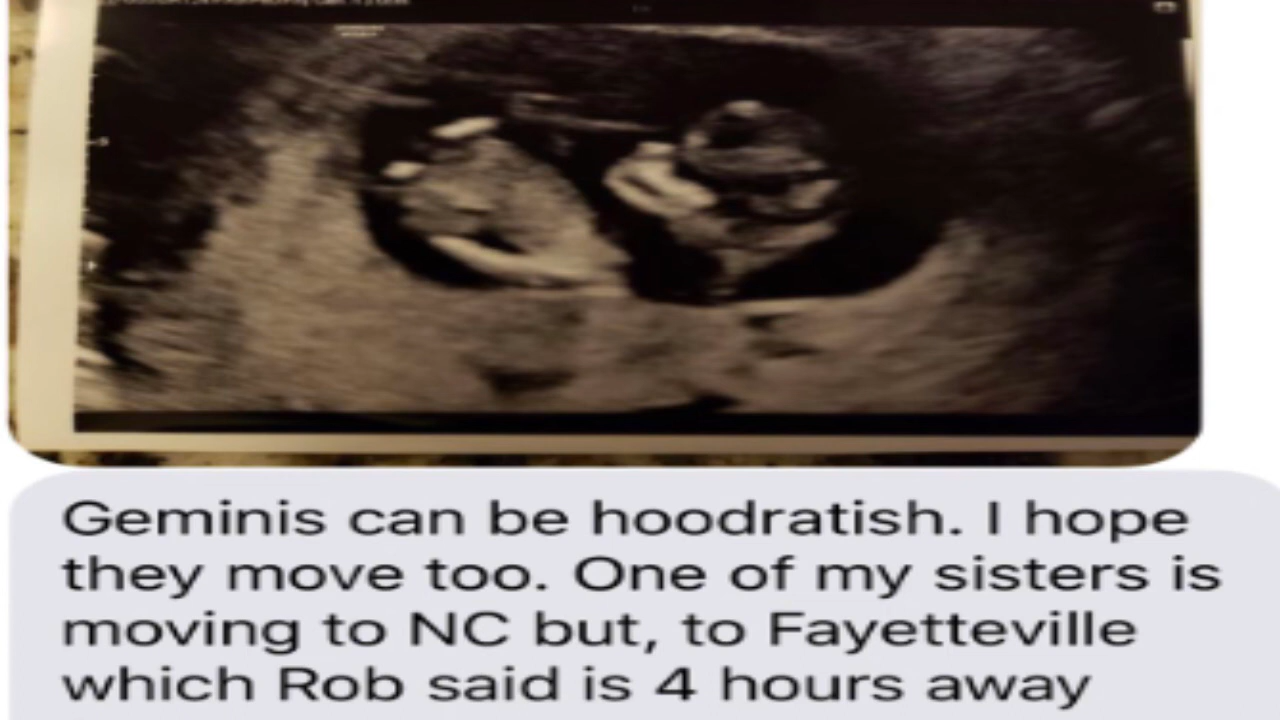 Geminis can be hoodratish. I hope
they move too. One of my sisters is
moving to NC but, to Fayetteville
which Rob said is 4 hours away